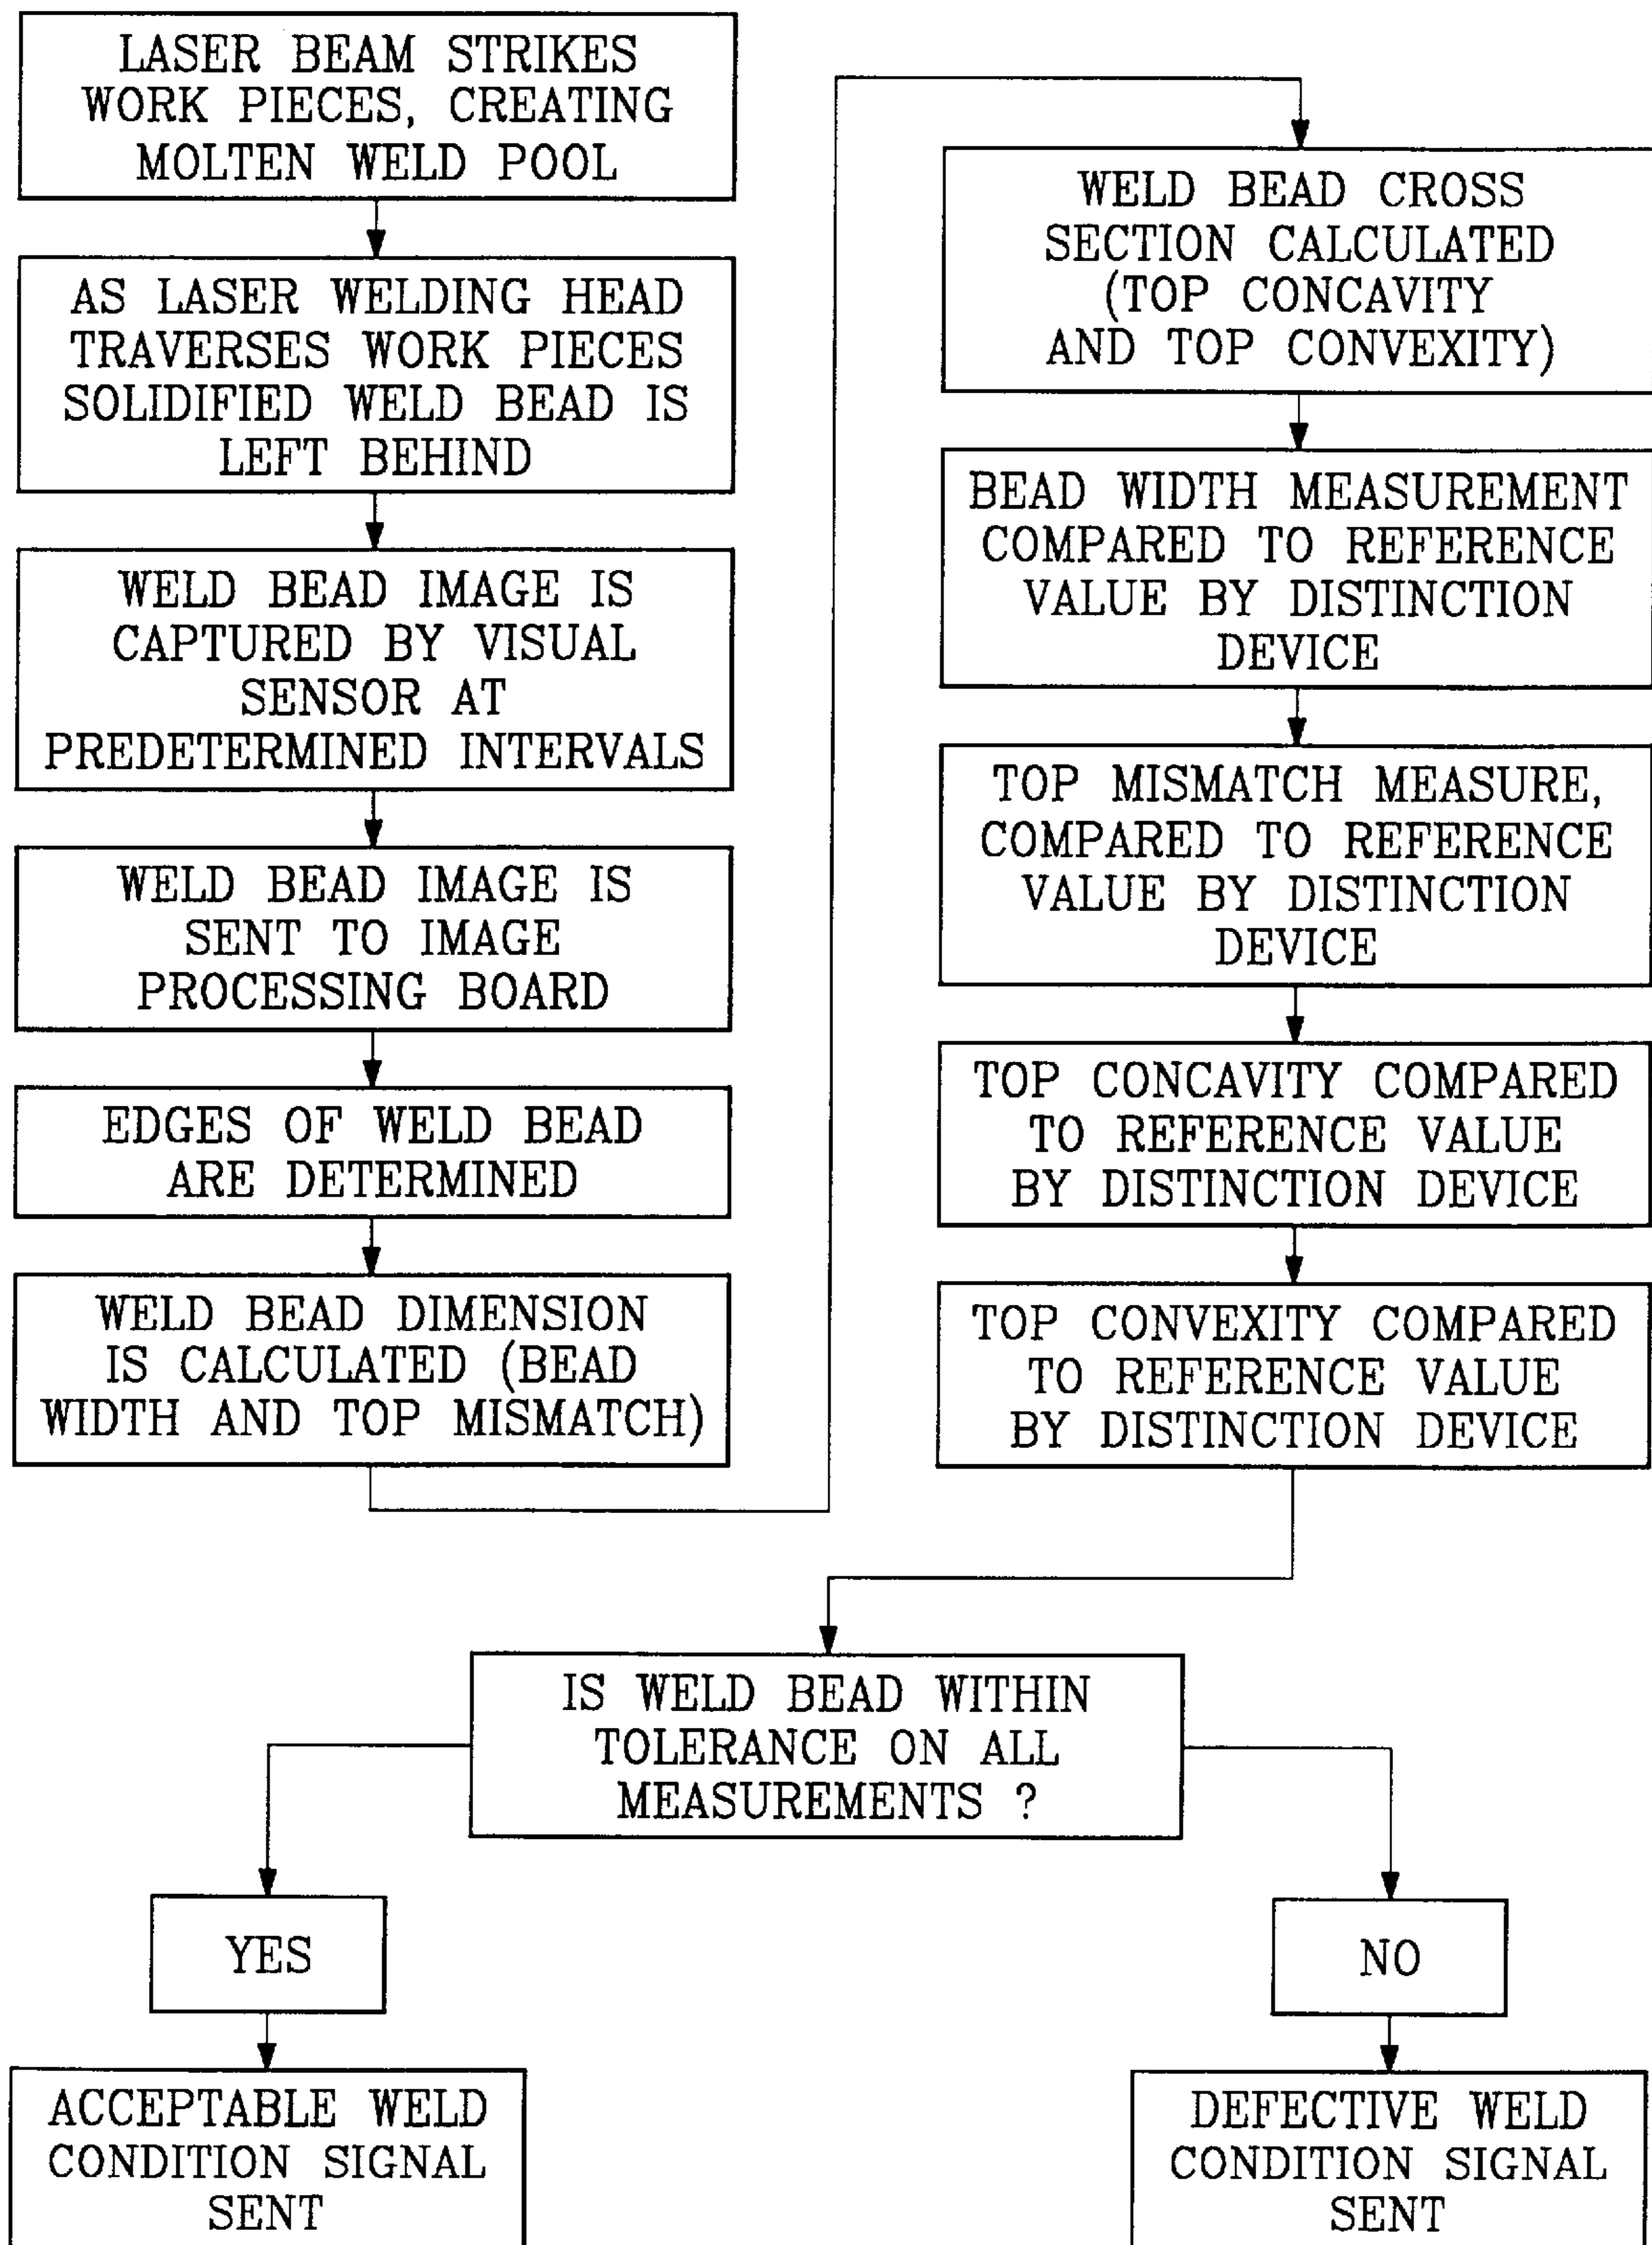 LASER BEAM STRIKES
WORK PIECES, CREATING
MOLTEN WELD POOL
AS LASER WELDING HEAD
TRAVERSES WORK PIECES
SOLIDIFIED WELD BEAD IS
LEFT BEHIND
WELD BEAD IMAGE IS
CAPTURED BY VISUAL
SENSOR AT
PREDETERMINED INTERVALS
WELD BEAD IMAGE IS
SENT TO IMAGE
PROCESSING BOARD
EDGES OF WELD BEAD
ARE DETERMINED
WELD BEAD DIMENSION
IS CALCULATED (BEAD
WIDTH AND TOP MISMATCH)
WELD BEAD CROSS
SECTION CALCULATED
(TOP CONCAVITY
AND TOP CONVEXITY)
BEAD WIDTH MEASUREMENT
COMPARED TO REFERENCE
VALUE BY DISTINCTION
DEVICE
TOP MISMATCH MEASURE,
COMPARED TO REFERENCE
VALUE BY DISTINCTION
DEVICE
TOP CONCAVITY COMPARED
TO REFERENCE VALUE
BY DISTINCTION DEVICE
TOP CONVEXITY COMPARED
TO REFERENCE VALUE
BY DISTINCTION DEVICE
IS WELD BEAD WITHIN
TOLERANCE ON ALL
MEASUREMENTS ?
YES
NO
ACCEPTABLE WELD
CONDITION SIGNAL
SENT
DEFECTIVE WELD
CONDITION SIGNAL
SENT